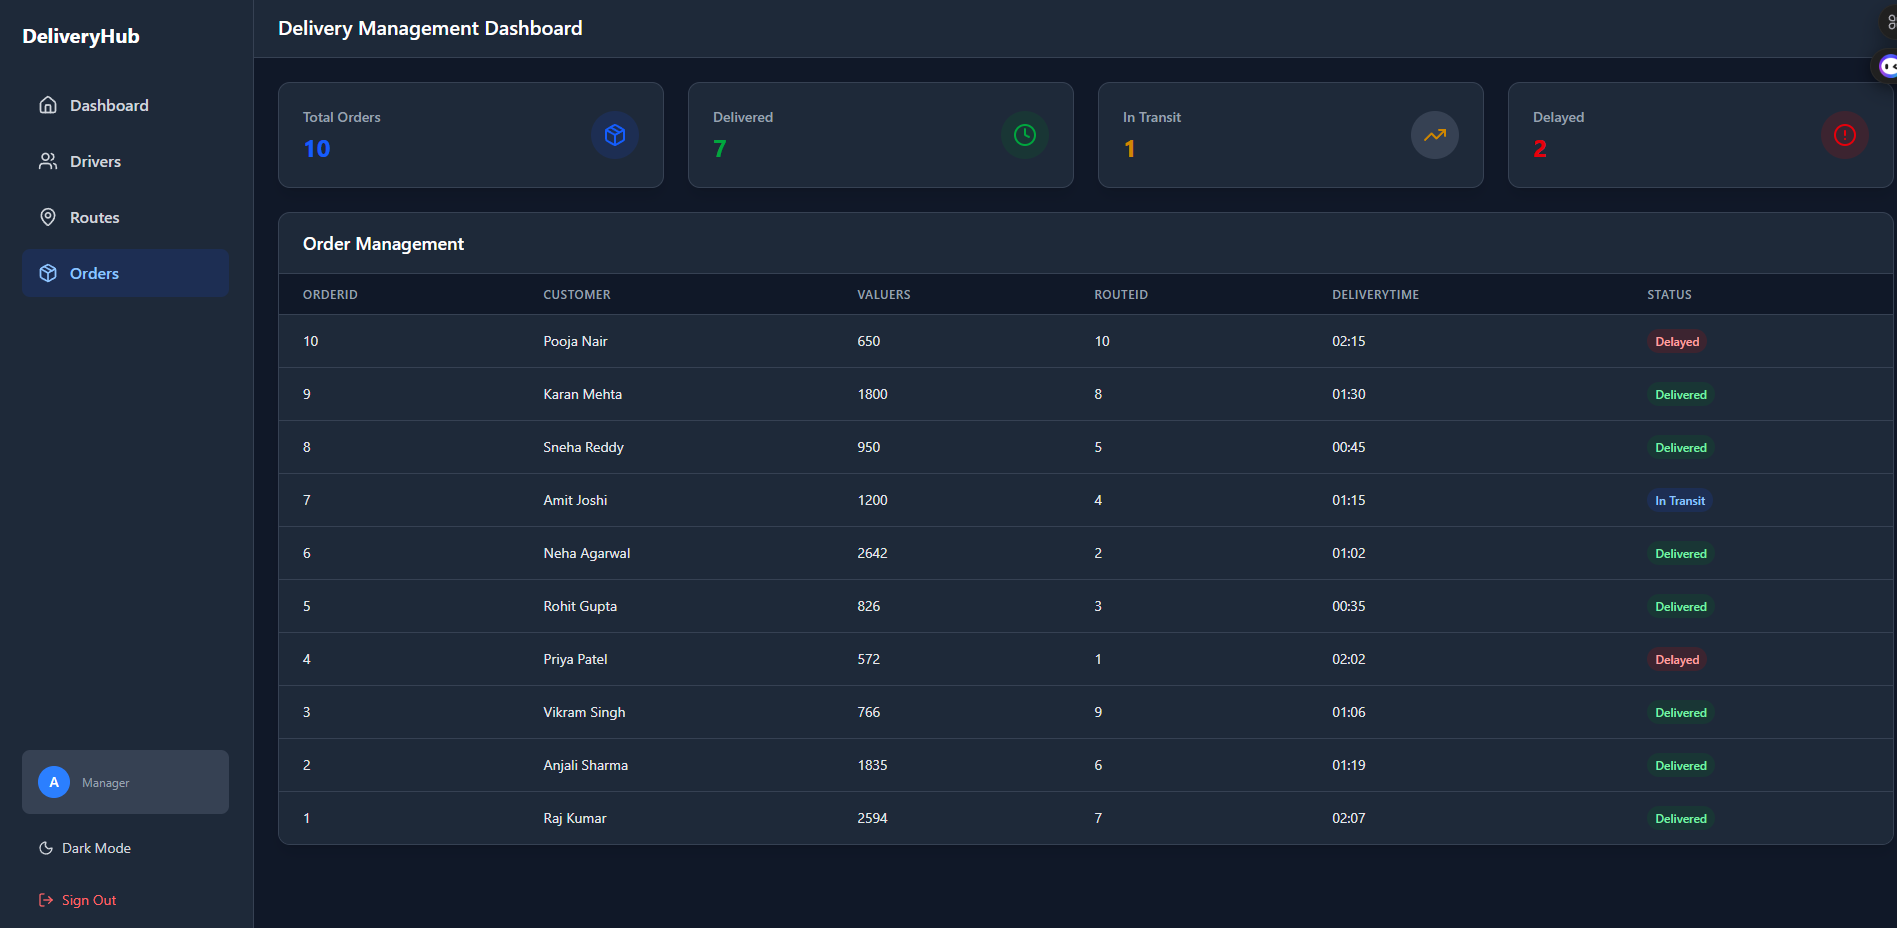 DeliveryHub
Dashboard
Drivers
Routes
Orders
A Manager
Dark Mode
Sign Out
Delivery Management Dashboard
Total Orders
10
Delivered
7
In Transit
1
Delayed
2
Order Management
ORDERID CUSTOMER VALUERS ROUTEID DELIVERYTIME STATUS
10 Pooja Nair 650 10 02:15 Delayed
9 Karan Mehta 1800 8 01:30 Delivered
8 Sneha Reddy 950 5 00:45 Delivered
7 Amit Joshi 1200 4 01:15 In Transit
6 Neha Agarwal 2642 2 01:02 Delivered
5 Rohit Gupta 826 3 00:35 Delivered
4 Priya Patel 572 1 02:02 Delayed
3 Vikram Singh 766 9 01:06 Delivered
2 Anjali Sharma 1835 6 01:19 Delivered
1 Raj Kumar 2594 7 02:07 Delivered